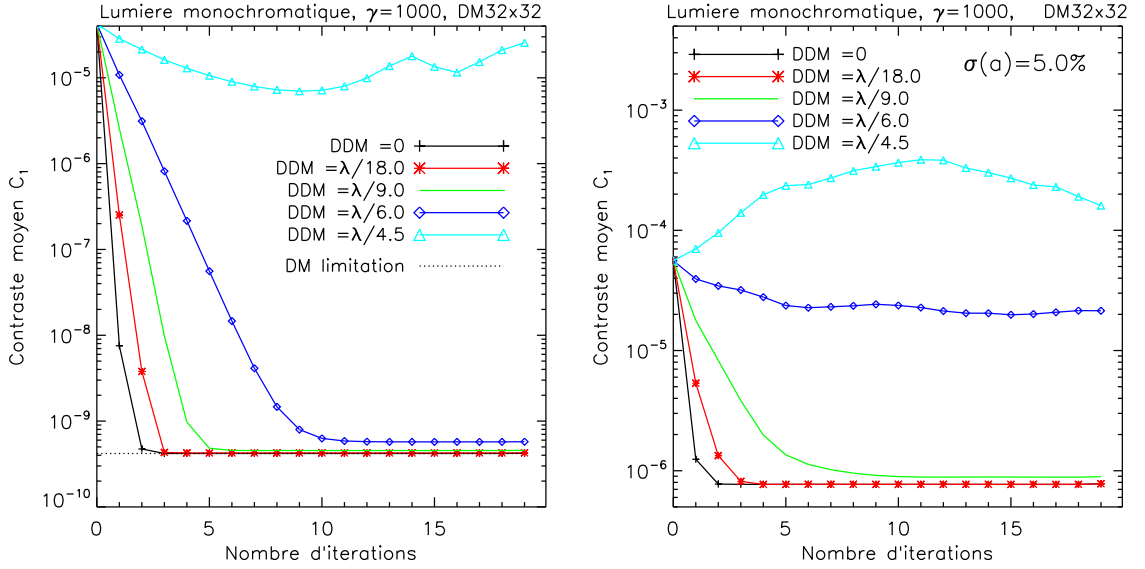 Lumiere monochromatique, γ=1000, DM32x32
Contraste moyen C₁
10⁻⁵
10⁻⁶
10⁻⁷
10⁻⁸
10⁻⁹
10⁻¹⁰
DDM =0
DDM =λ/18.0
DDM =λ/9.0
DDM =λ/6.0
DDM =λ/4.5
DM limitation
0 5 10 15
Nombre d'iterations
Lumiere monochromatique, γ=1000, DM32x32
Contraste moyen C₁
10⁻³
10⁻⁴
10⁻⁵
10⁻⁶
DDM =0
DDM =λ/18.0
DDM =λ/9.0
DDM =λ/6.0
DDM =λ/4.5
σ(a)=5.0%
0 5 10 15
Nombre d'iterations